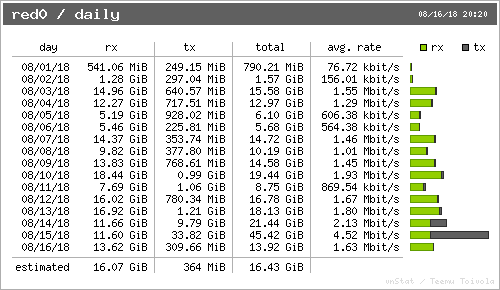 red0 / daily 08/16/18 20:20
day rx tx total avg. rate rx tx
08/01/18 541.06 MiB 249.15 MiB 790.21 MiB 76.72 kbit/s
08/02/18 1.28 GiB 297.04 MiB 1.57 GiB 156.01 kbit/s
08/03/18 14.96 GiB 640.57 MiB 15.58 GiB 1.55 Mbit/s
08/04/18 12.27 GiB 717.51 MiB 12.97 GiB 1.29 Mbit/s
08/05/18 5.19 GiB 928.02 MiB 6.10 GiB 606.38 kbit/s
08/06/18 5.46 GiB 225.81 MiB 5.68 GiB 564.38 kbit/s
08/07/18 14.37 GiB 353.74 MiB 14.72 GiB 1.46 Mbit/s
08/08/18 9.82 GiB 377.80 MiB 10.19 GiB 1.01 Mbit/s
08/09/18 13.83 GiB 768.61 MiB 14.58 GiB 1.45 Mbit/s
08/10/18 18.44 GiB 0.99 GiB 19.44 GiB 1.93 Mbit/s
08/11/18 7.69 GiB 1.06 GiB 8.75 GiB 869.54 kbit/s
08/12/18 16.02 GiB 780.34 MiB 16.78 GiB 1.67 Mbit/s
08/13/18 16.92 GiB 1.21 GiB 18.13 GiB 1.80 Mbit/s
08/14/18 11.66 GiB 9.79 GiB 21.44 GiB 2.13 Mbit/s
08/15/18 11.60 GiB 33.82 GiB 45.42 GiB 4.52 Mbit/s
08/16/18 13.62 GiB 309.66 MiB 13.92 GiB 1.63 Mbit/s
estimated 16.07 GiB 364 MiB 16.43 GiB
vnStat / Teemu Toivola